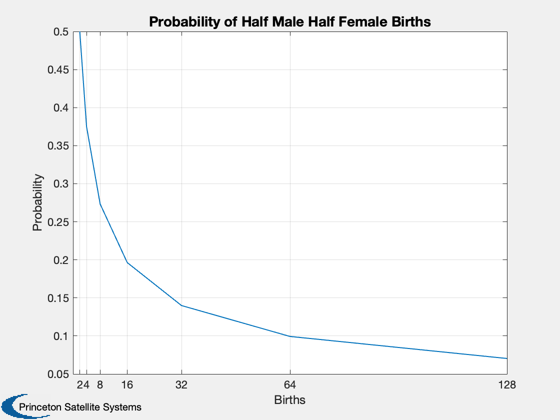 Probability of Half Male Half Female Births
0.5
0.45
0.4
0.35
0.3
0.25
0.2
0.15
0.1
0.05
Probability
2 4 8 16 32 64 128
Births
Princeton Satellite Systems